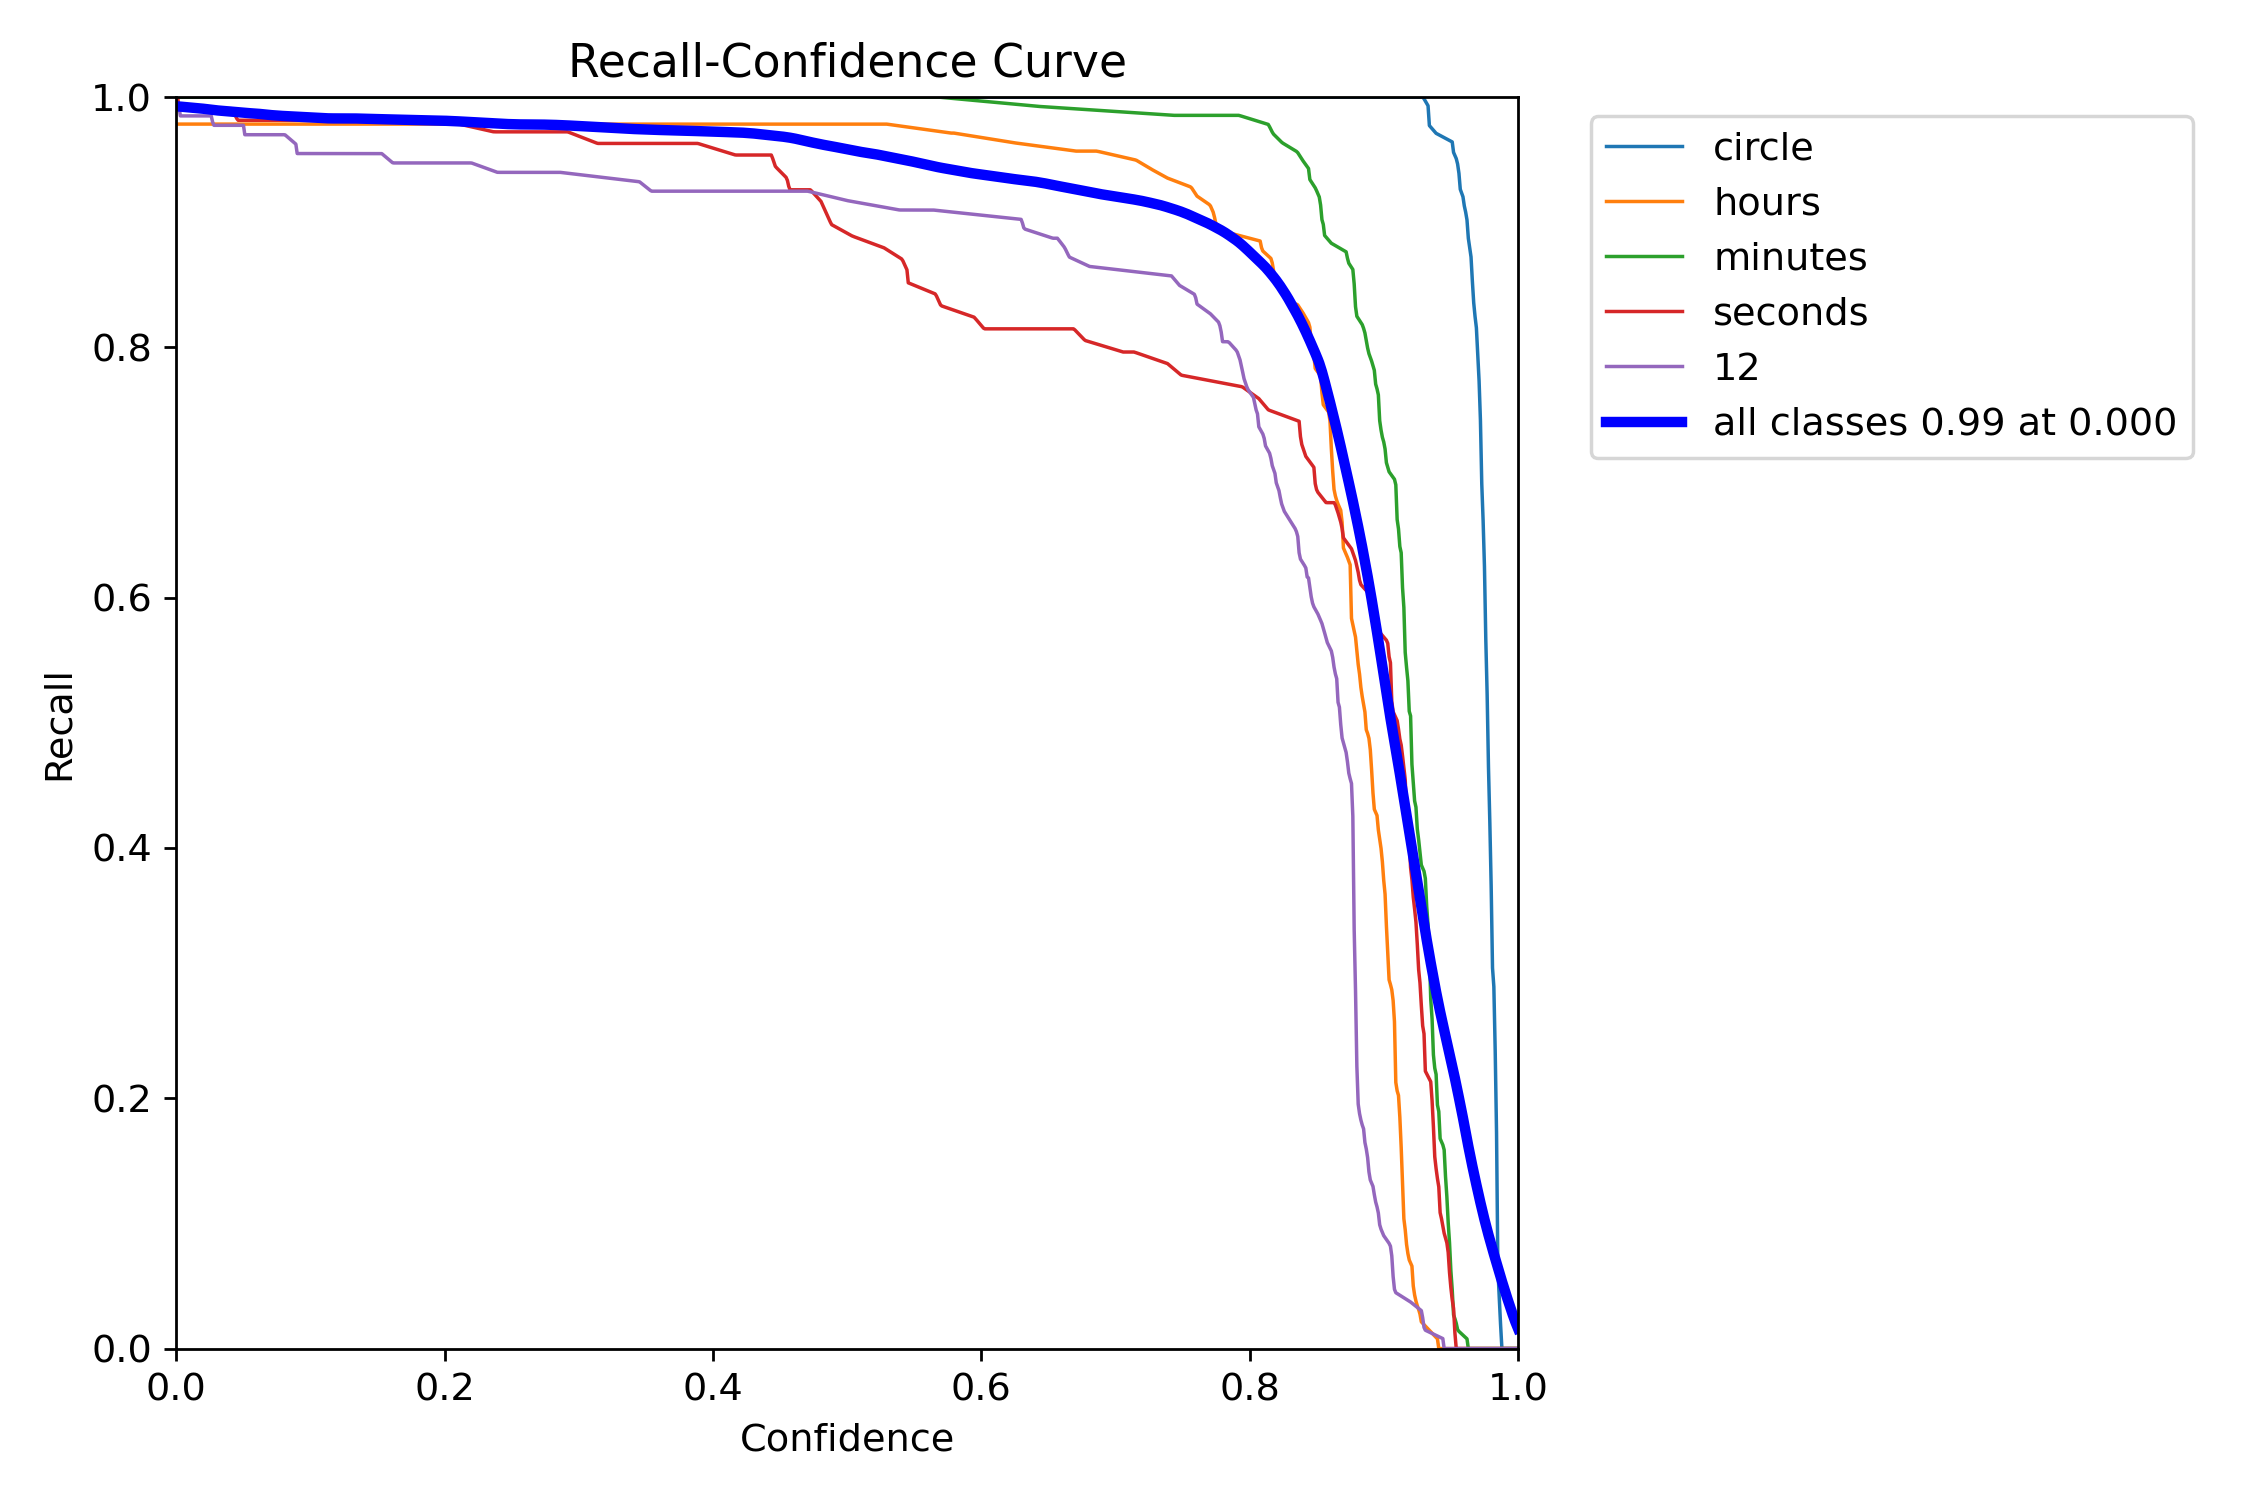 Recall-Confidence Curve
1.0
0.8
0.6
0.4
0.2
0.0
Recall
0.0 0.2 0.4 0.6 0.8 1.0
Confidence
circle
hours
minutes
seconds
12
all classes 0.99 at 0.000